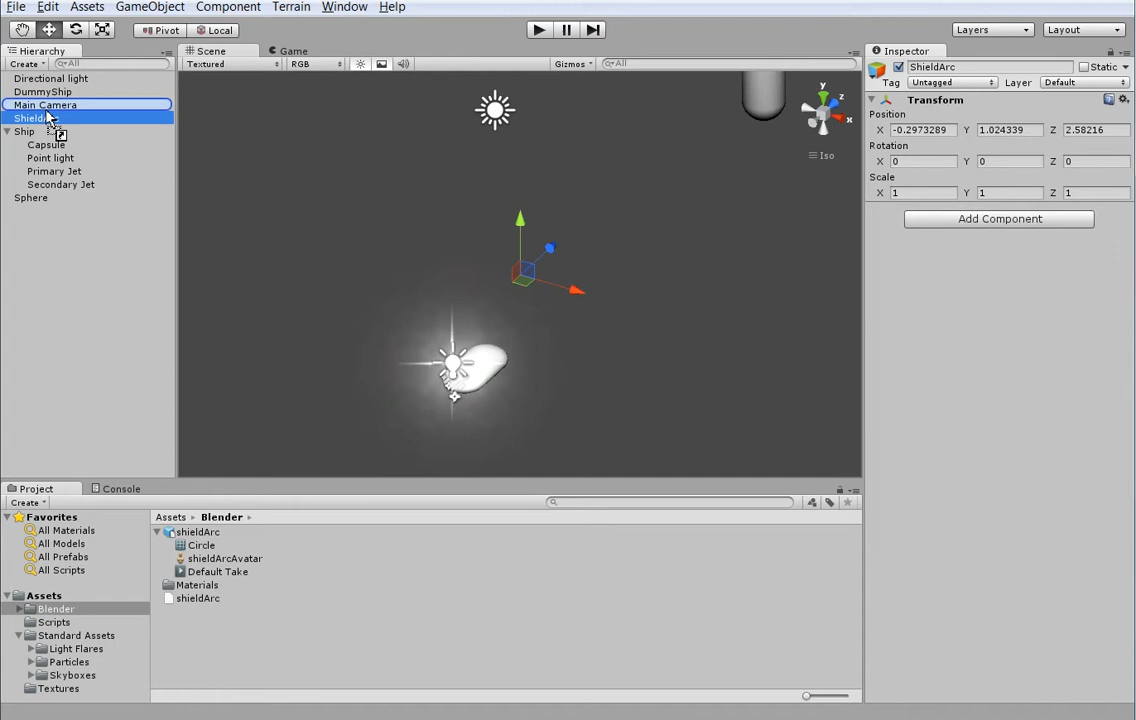 File Edit Assets GameObject Component Terrain Window Help
Pivot Local Layers Layout
Hierarchy Scene Game Inspector
Create All Textured RGB Gizmos All ShieldArc Static
Tag Untagged Layer Default
Directional light
DummyShip
Main Camera
Ship
Capsule
Point light
Primary Jet
Secondary Jet
Sphere
y
z
x
Iso
Transform
Position
X -0.2973289 Y 1.024339 Z 2.58216
Rotation
X 0 Y 0 Z 0
Scale
X 1 Y 1 Z 1
Add Component
Project Console
Create
Favorites
All Materials
All Models
All Prefabs
All Scripts
Assets
Blender
Scripts
Standard Assets
Light Flares
Particles
Skyboxes
Textures
Assets Blender
shieldArc
Circle
shieldArcAvatar
Default Take
Materials
shieldArc